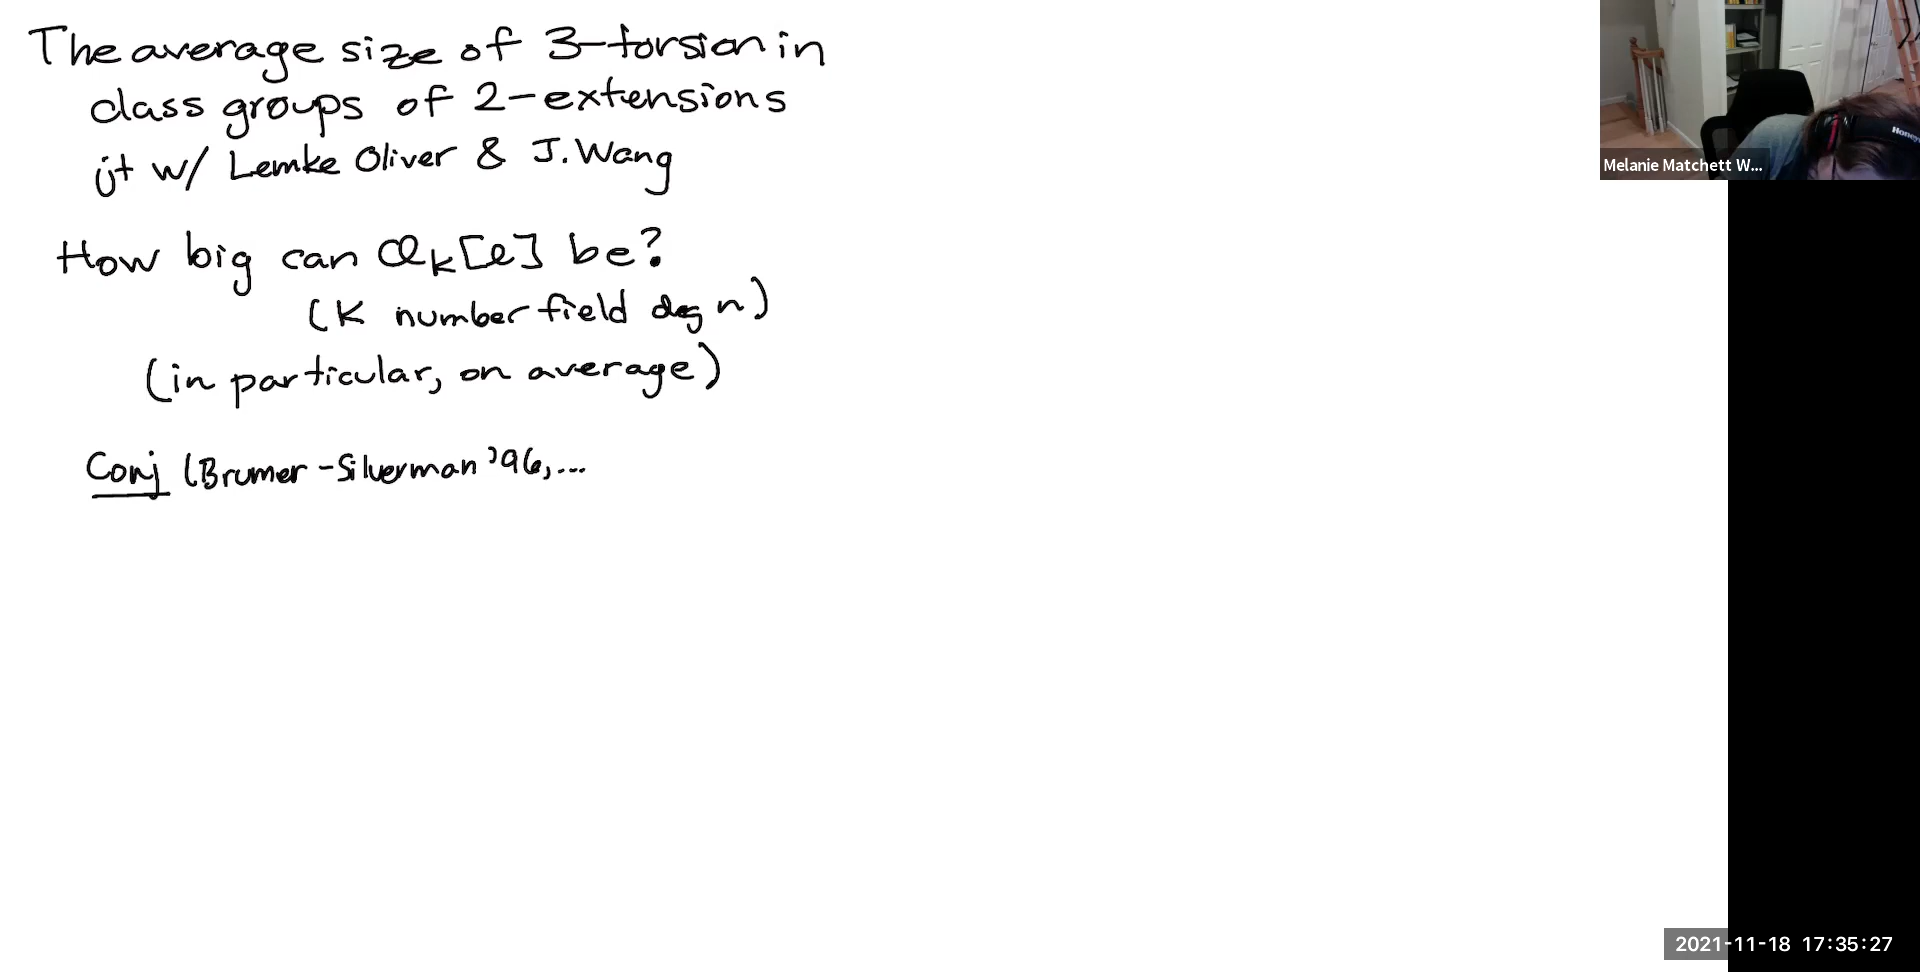 The average size of 3-torsion in
class groups of 2-extensions
jt w/ Lemke Oliver & J. Wang
How big can Cl_K[ℓ] be?
(K number field deg n)
(in particular, on average)
Conj (Brumer-Silverman '96,...
Melanie Matchett W...
Honey
2021-11-18 17:35:27